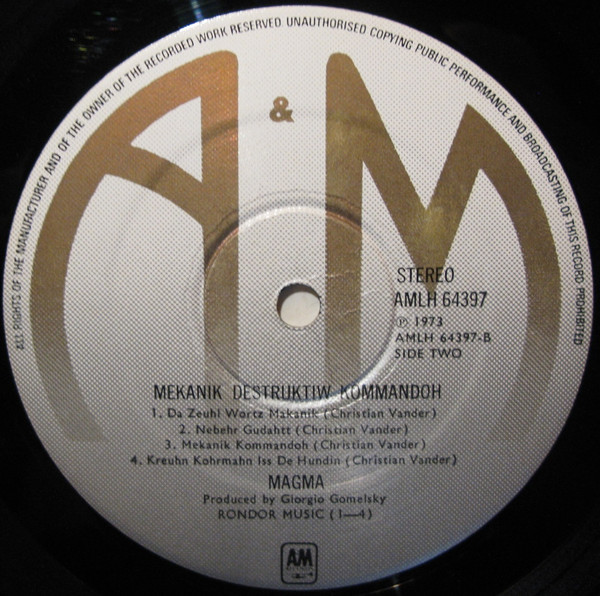 ALL RIGHTS OF THE MANUFACTURER AND OF THE OWNER OF THE RECORDED WORK RESERVED UNAUTHORISED COPYING PUBLIC PERFORMANCE AND BROADCASTING OF THIS RECORD PROHIBITED
A & M
STEREO
AMLH 64397
℗ 1973
AMLH 64397-B
SIDE TWO
MEKANIK DESTRUKTIW KOMMANDOH
1. Da Zeuhl Wortz Makanik (Christian Vander)
2. Nebehr Gudahtt (Christian Vander)
3. Mekanik Kommandoh (Christian Vander)
4. Kreuhn Kohrmahn Iss De Hundin (Christian Vander)
MAGMA
Produced by Giorgio Gomelsky
RONDOR MUSIC (1—4)
AM